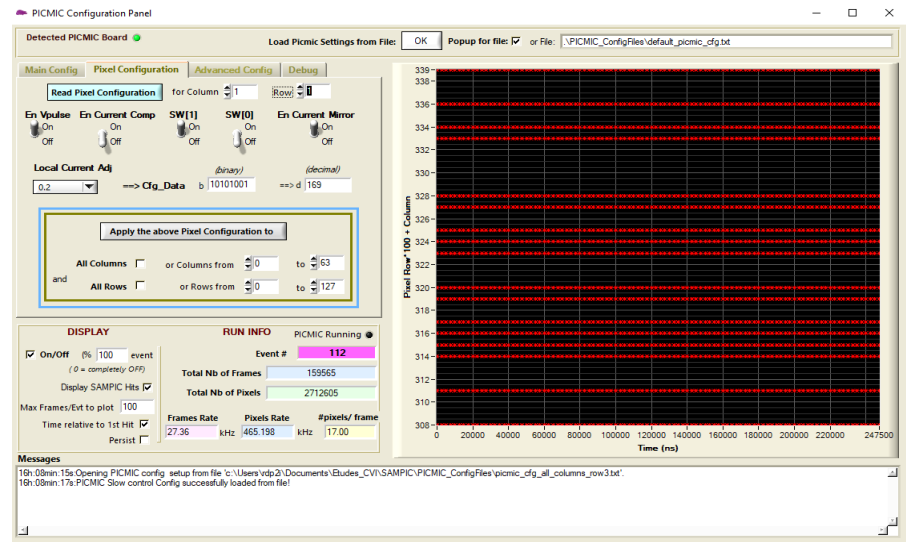 PICMIC Configuration Panel
Detected PICMIC Board
Load Picmic Settings from File: OK Popup for file: or File: .\PICMIC_ConfigFiles\default_picmic_cfg.txt
Main Config Pixel Configuration Advanced Config Debug
Read Pixel Configuration for Column 1 Row 1
En Vpulse En Current Comp SW[1] SW[0] En Current Mirror
On On On On On
Off Off Off Off Off
Local Current Adj (binary) (decimal)
0.2 ==> Cfg_Data b 10101001 ==> d 169
Apply the above Pixel Configuration to
All Columns or Columns from 0 to 63
and
All Rows or Rows from 0 to 127
DISPLAY RUN INFO PICMIC Running
On/Off (% 100 event Event # 112
( 0 = completely OFF) Total Nb of Frames 159565
Display SAMPIC Hits Total Nb of Pixels 2712605
Max Frames/Evt to plot 100
Time relative to 1st Hit Frames Rate Pixels Rate #pixels/ frame
Persist 27.36 kHz 465.198 kHz 17.00
Pixel Row*100 + Column
339
338
336
334
332
330
328
326
324
322
320
318
316
314
312
310
308
0 20000 40000 60000 80000 100000 120000 140000 160000 180000 200000 220000 247500
Time (ns)
Messages
16h:08min:15s:Opening PICMIC config setup from file 'c:\Users\rdp2i\Documents\Etudes_CVI\SAMPIC\PICMIC_ConfigFiles\picmic_cfg_all_columns_row3.txt'.
16h:08min:17s:PICMIC Slow control Config successfully loaded from file!